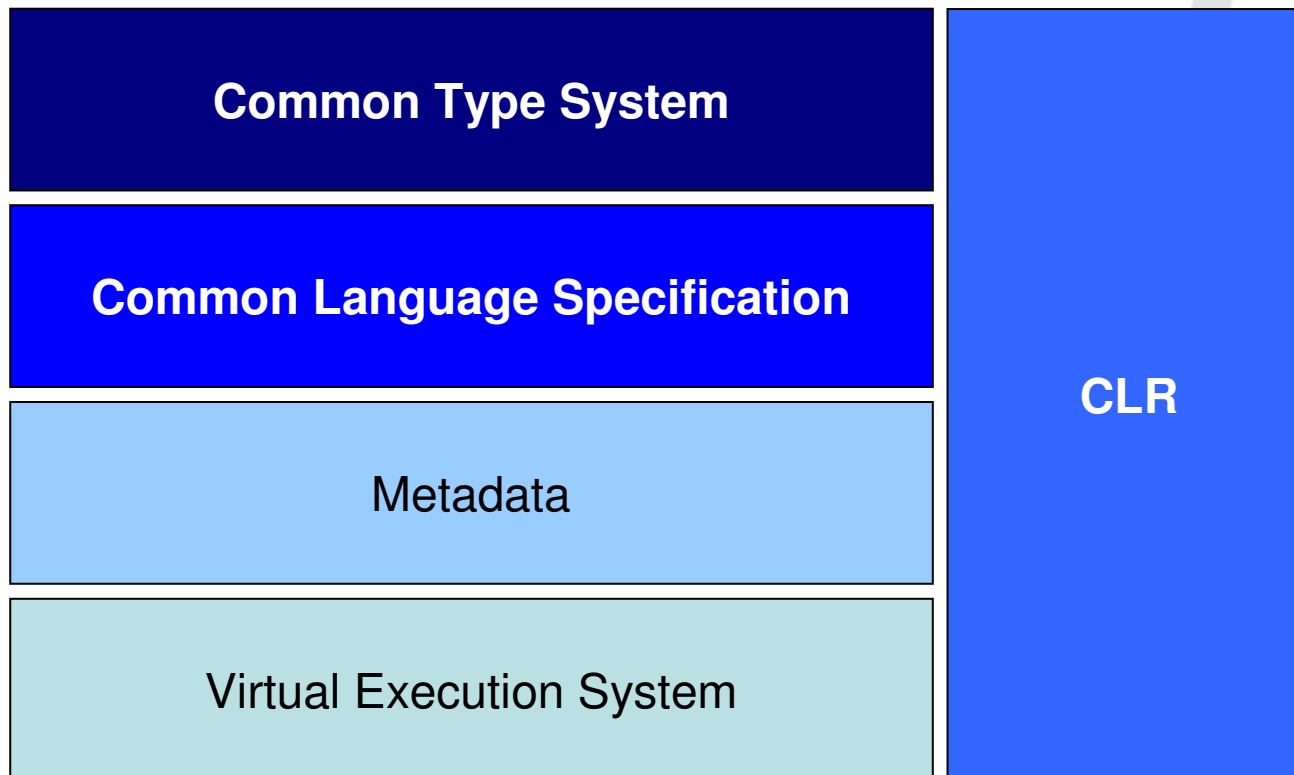 Common Type System
Common Language Specification
CLR
Metadata
Virtual Execution System